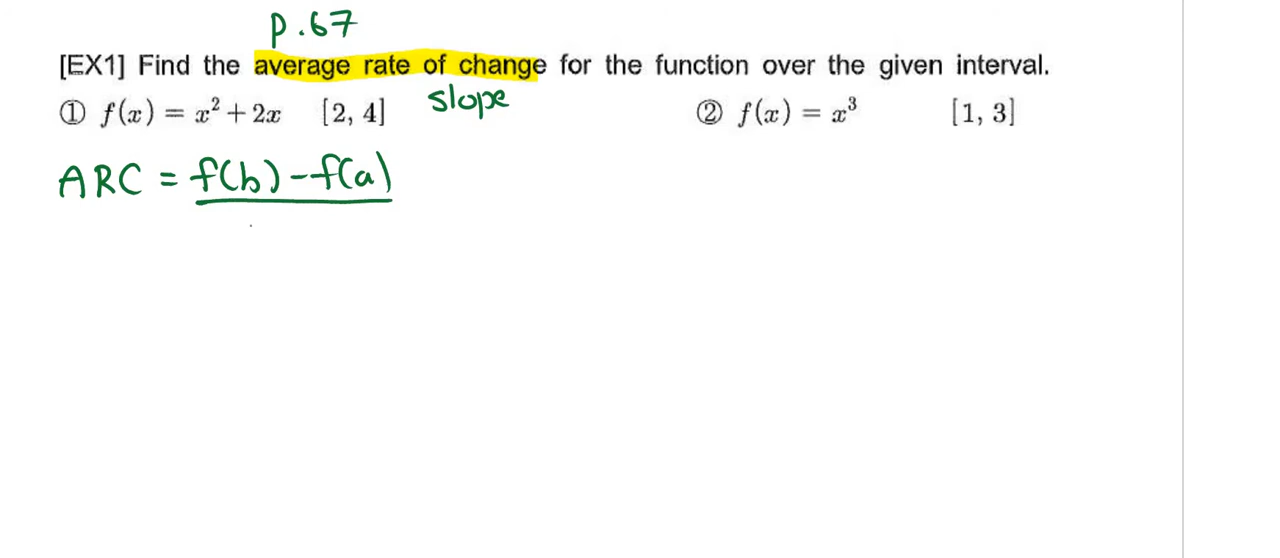 p.67
[EX1] Find the average rate of change for the function over the given interval.
① f(x) = x² + 2x [2, 4] slope ② f(x) = x³ [1, 3]
ARC = f(b) - f(a)